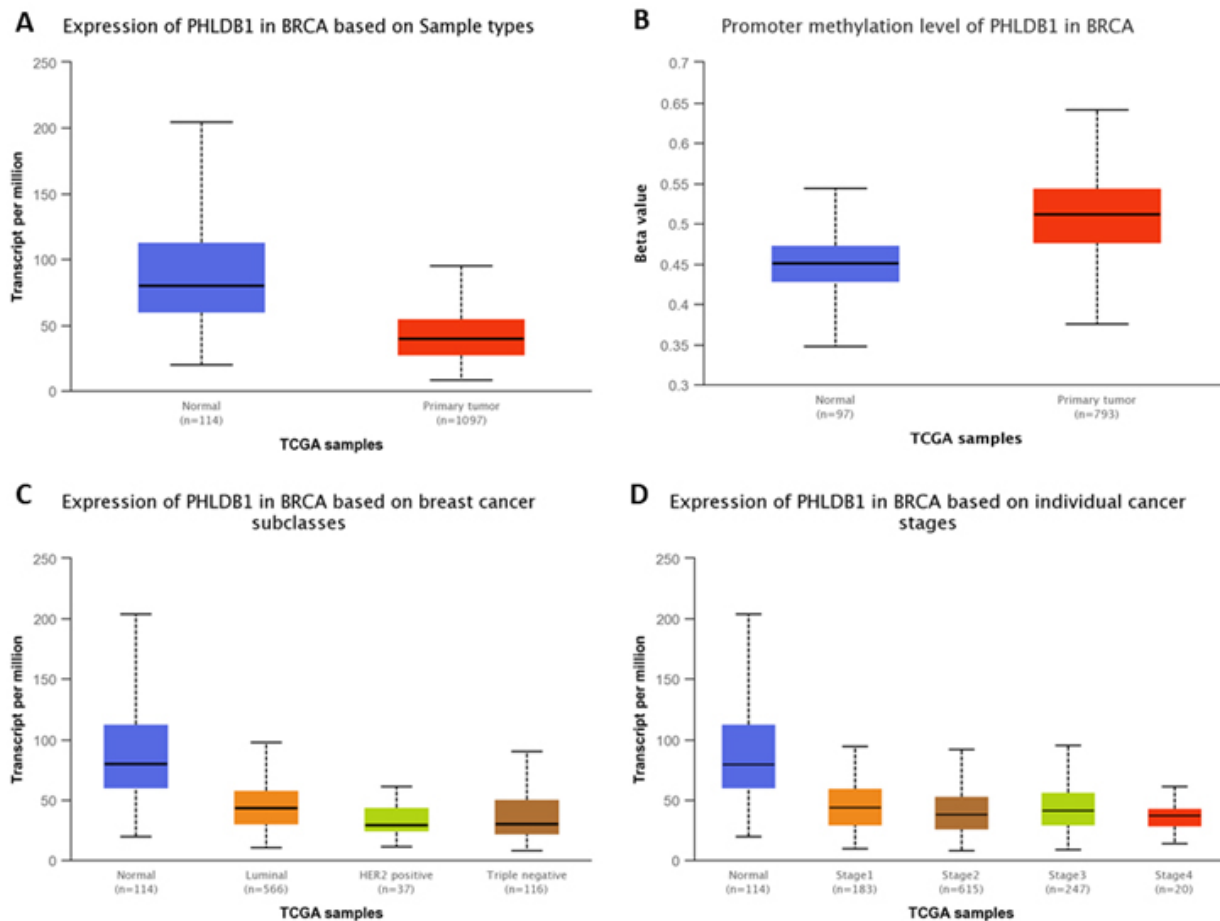 A Expression of PHLDB1 in BRCA based on Sample types
250
200
150
100
50
0
Transcript per million
Normal
(n=114)
Primary tumor
(n=1097)
TCGA samples
B Promoter methylation level of PHLDB1 in BRCA
0.7
0.65
0.6
0.55
0.5
0.45
0.4
0.35
0.3
Beta value
Normal
(n=97)
Primary tumor
(n=793)
TCGA samples
C Expression of PHLDB1 in BRCA based on breast cancer
subclasses
250
200
150
100
50
0
Transcript per million
Normal
(n=114)
Luminal
(n=566)
HER2 positive
(n=37)
Triple negative
(n=116)
TCGA samples
D Expression of PHLDB1 in BRCA based on individual cancer
stages
250
200
150
100
50
0
Transcript per million
Normal
(n=114)
Stage1
(n=183)
Stage2
(n=615)
Stage3
(n=247)
Stage4
(n=20)
TCGA samples